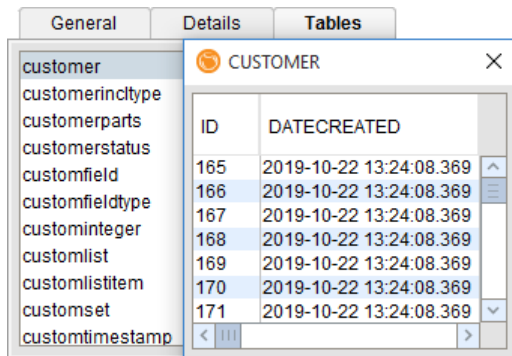 General Details Tables
customer
customerincltype
customerparts
customerstatus
customfield
customfieldtype
custominteger
customlist
customlistitem
customset
customtimestamp
CUSTOMER
ID DATECREATED
165 2019-10-22 13:24:08.369
166 2019-10-22 13:24:08.369
167 2019-10-22 13:24:08.369
168 2019-10-22 13:24:08.369
169 2019-10-22 13:24:08.369
170 2019-10-22 13:24:08.369
171 2019-10-22 13:24:08.369